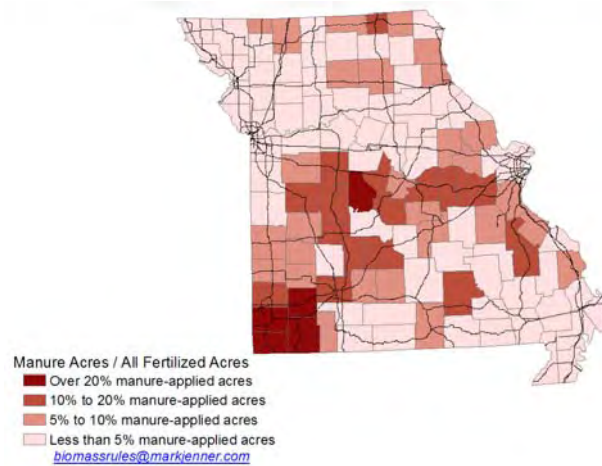 Manure Acres / All Fertilized Acres
Over 20% manure-applied acres
10% to 20% manure-applied acres
5% to 10% manure-applied acres
Less than 5% manure-applied acres
biomassrules@markjenner.com